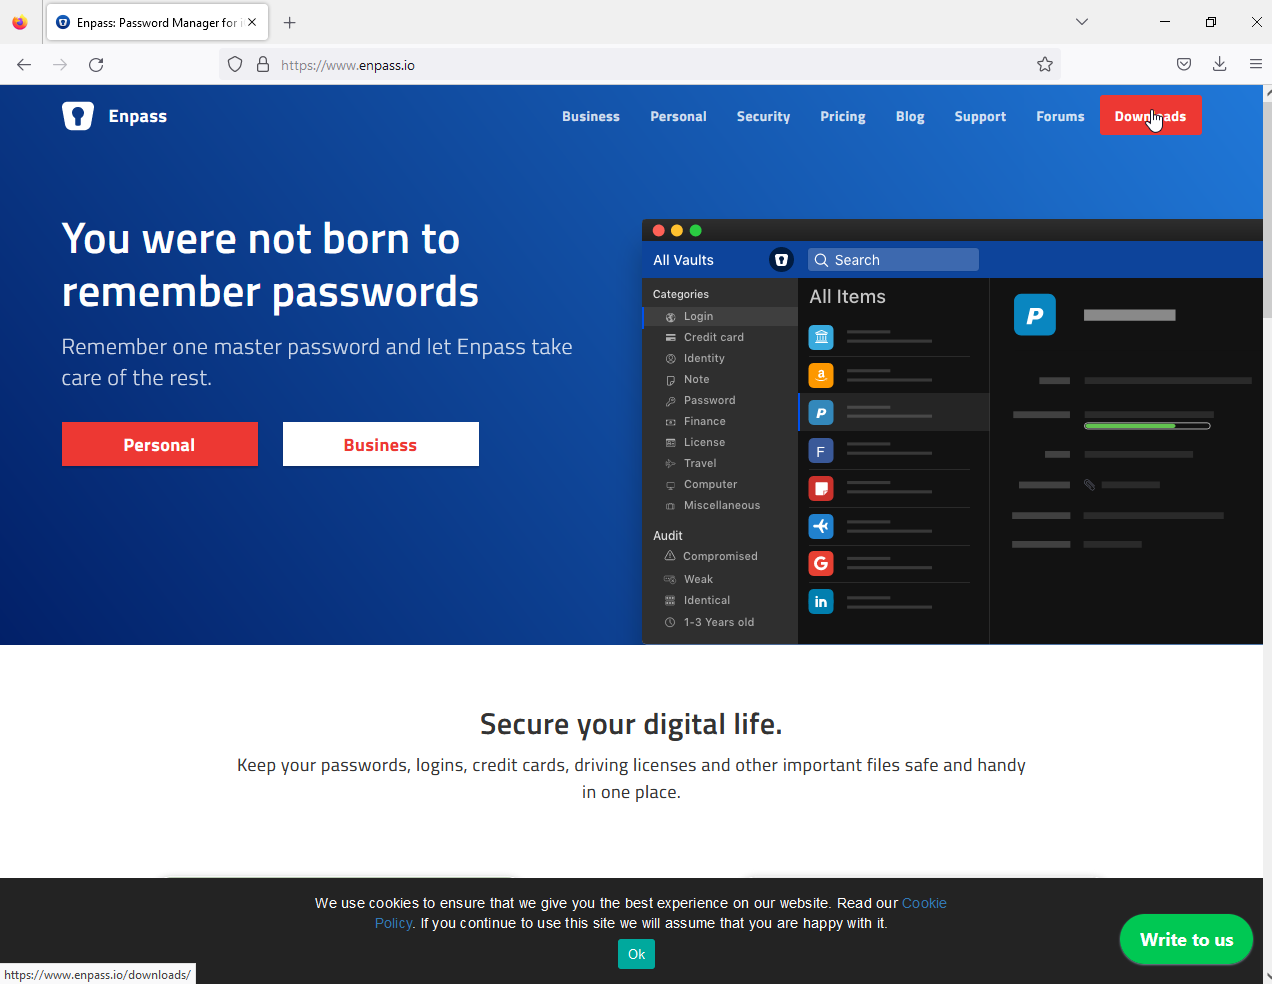 Enpass: Password Manager for i
https://www.enpass.io
Enpass
Business
Personal
Security
Pricing
Blog
Support
Forums
Downloads
You were not born to
remember passwords
Remember one master password and let Enpass take
care of the rest.
Personal
Business
All Vaults
Search
Categories
Login
Credit card
Identity
Note
Password
Finance
License
Travel
Computer
Miscellaneous
Audit
Compromised
Weak
Identical
1-3 Years old
All Items
a
P
F
G
in
P
Secure your digital life.
Keep your passwords, logins, credit cards, driving licenses and other important files safe and handy
in one place.
We use cookies to ensure that we give you the best experience on our website. Read our Cookie
Policy. If you continue to use this site we will assume that you are happy with it.
Ok
Write to us
https://www.enpass.io/downloads/